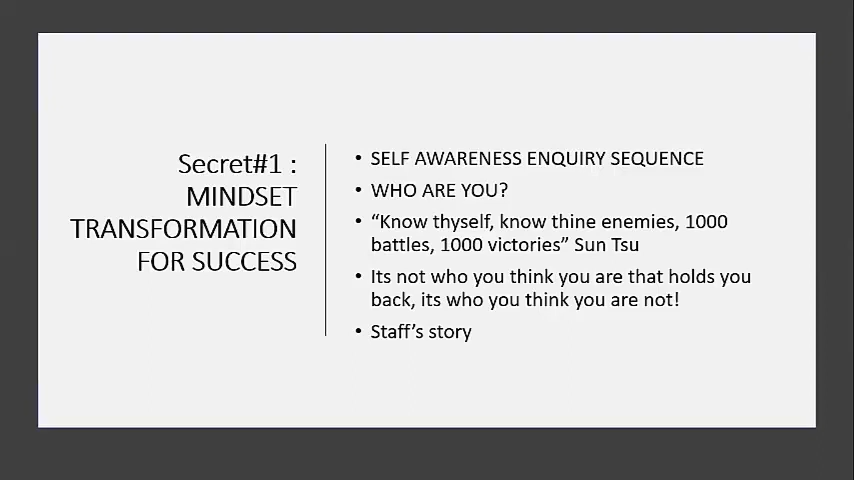 Secret#1 :
MINDSET
TRANSFORMATION
FOR SUCCESS
• SELF AWARENESS ENQUIRY SEQUENCE
• WHO ARE YOU?
• “Know thyself, know thine enemies, 1000
battles, 1000 victories” Sun Tsu
• Its not who you think you are that holds you
back, its who you think you are not!
• Staff’s story